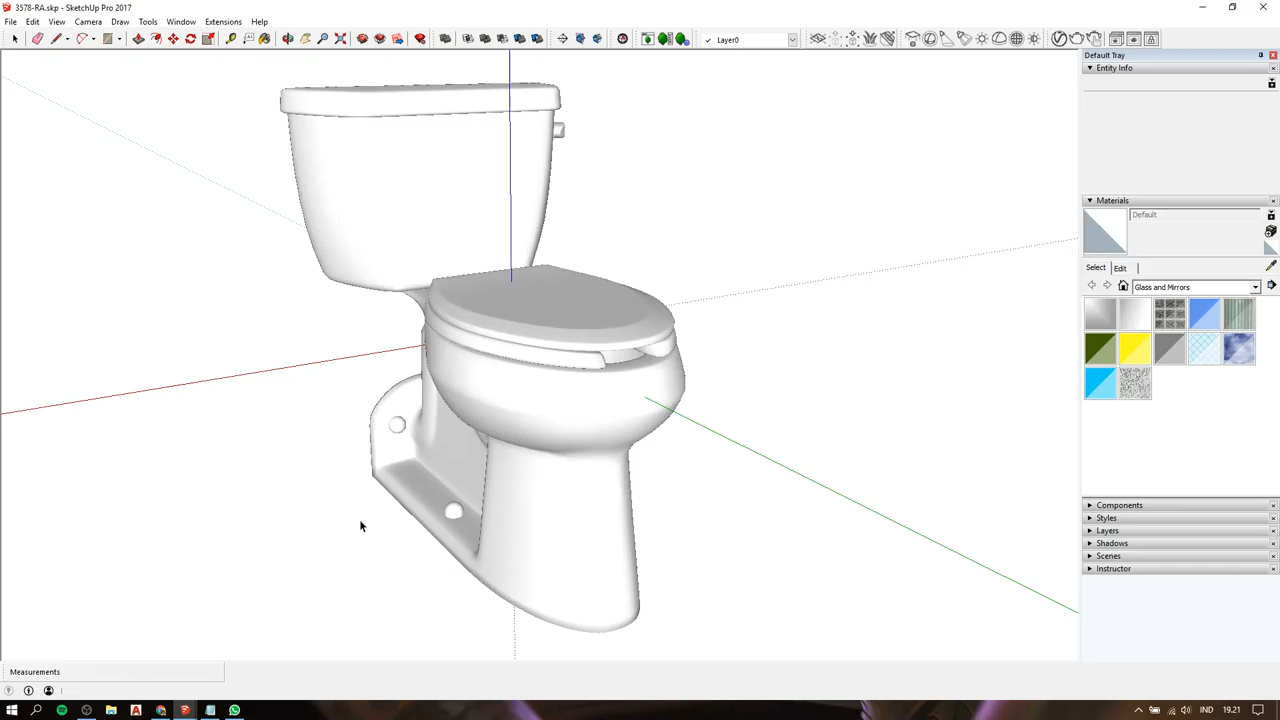 3578-RA.skp - SketchUp Pro 2017
File Edit View Camera Draw Tools Window Extensions Help
Layer0
Default Tray
Entity Info
Materials
Default
Select Edit
Glass and Mirrors
Components
Styles
Layers
Shadows
Scenes
Instructor
Measurements
IND 19.21